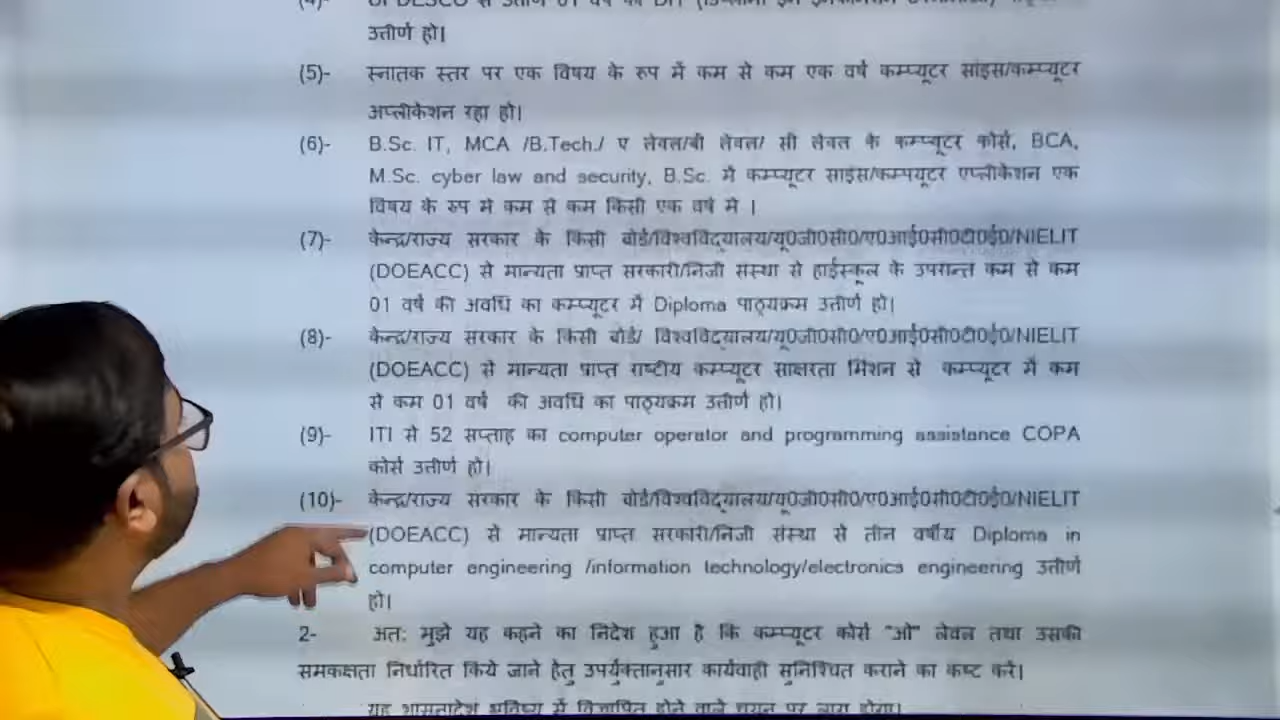 उत्तीर्ण हो।
(5)- स्नातक स्तर पर एक विषय के रूप में कम से कम एक वर्ष कम्प्यूटर साइंस/कम्प्यूटर
अप्लीकेशन रहा हो।
(6)- B.Sc. IT, MCA /B.Tech./ ए लेवल/बी लेवल/ सी लेवल के कम्प्यूटर कोर्स, BCA,
M.Sc. cyber law and security, B.Sc. में कम्प्यूटर साइंस/कम्पयूटर एप्लीकेशन एक
विषय के रुप मे कम से कम किसी एक वर्ष मे |
(7)- केन्द्र/राज्य सरकार के किसी बोर्ड/विश्वविद्यालय/यू0जी0सी0/ए0आई0सी0टी0ई0/NIELIT
(DOEACC) से मान्यता प्राप्त सरकारी/निजी संस्था से हाईस्कूल के उपरान्त कम से कम
01 वर्ष की अवधि का कम्प्यूटर में Diploma पाठ्यक्रम उत्तीर्ण हो।
(8)- केन्द्र/राज्य सरकार के किसी बोर्ड/ विश्वविद्यालय/यू0जी0सी0/ए0आई0सी0टी0ई0/NIELIT
(DOEACC) से मान्यता प्राप्त राष्टीय कम्प्यूटर साक्षरता मिशन से कम्प्यूटर मै कम
से कम 01 वर्ष की अवधि का पाठ्यक्रम उत्तीर्ण हो।
(9)- ITI से 52 सप्ताह का computer operator and programming assistance COPA
कोर्स उत्तीर्ण हो।
(10)- केन्द्र/राज्य सरकार के किसी बोर्ड/विश्वविद्यालय/यू0जी0सी0/ए0आई0सी0टी0ई0/NIELIT
(DOEACC) से मान्यता प्राप्त सरकारी/निजी संस्था से तीन वर्षीय Diploma in
computer engineering /information technology/electronics engineering उत्तीर्ण
हो।
2- अत: मुझे यह कहने का निदेश हुआ है कि कम्प्यूटर कोर्स "ओ" लेवल तथा उसकी
समकक्षता निर्धारित किये जाने हेतु उपर्युक्तानुसार कार्यवाही सुनिश्चित कराने का कष्ट करें।
यह शासनादेश भविष्य में विज्ञापित होने वाले चयन पर लागू होगा।